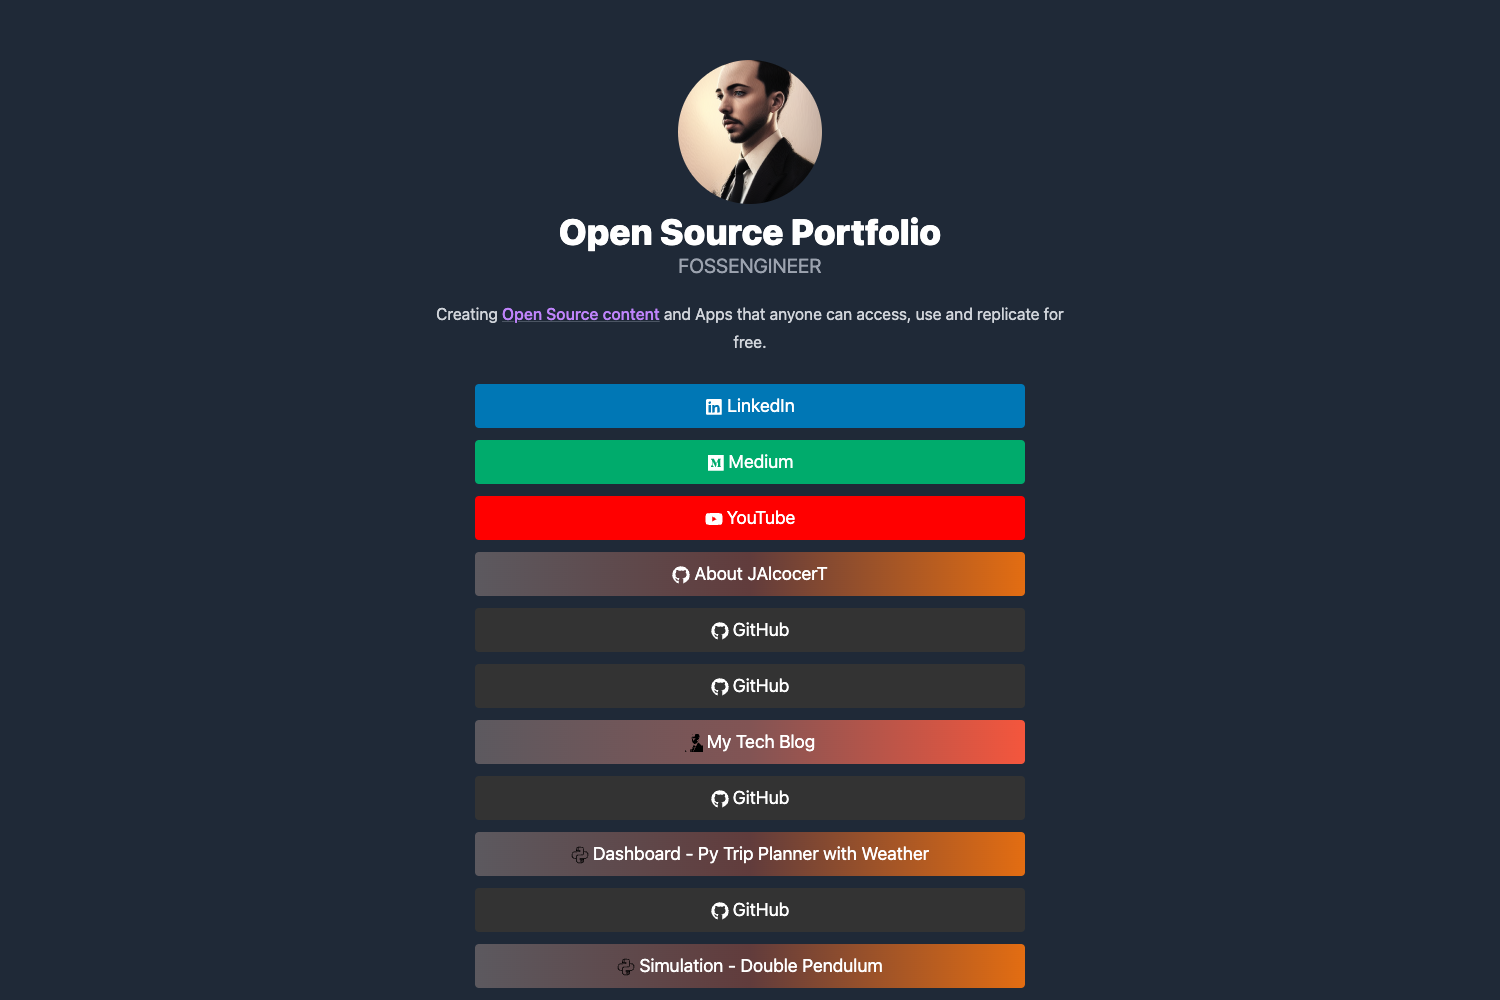 Open Source Portfolio
FOSSENGINEER
Creating Open Source content and Apps that anyone can access, use and replicate for
free.
LinkedIn
Medium
YouTube
About JAlcocerT
GitHub
GitHub
My Tech Blog
GitHub
Dashboard - Py Trip Planner with Weather
GitHub
Simulation - Double Pendulum